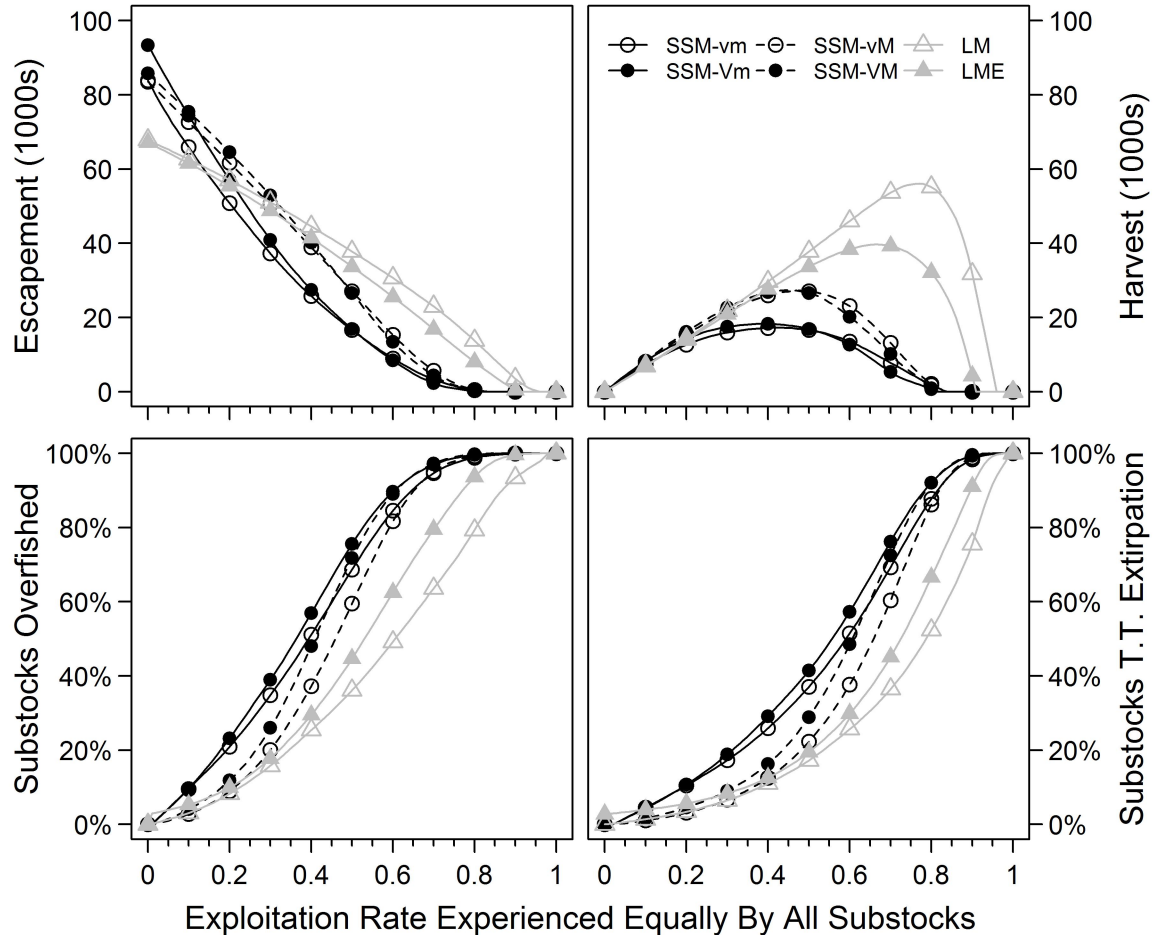 100
80
60
40
20
0
Escapement (1000s)
SSM-vm
SSM-vM
LM
SSM-Vm
SSM-VM
LME
100
80
60
40
20
0
Harvest (1000s)
100%
80%
60%
40%
20%
0%
Substocks Overfished
0 0.2 0.4 0.6 0.8 1
100%
80%
60%
40%
20%
0%
Substocks T.T. Extirpation
0 0.2 0.4 0.6 0.8 1
Exploitation Rate Experienced Equally By All Substocks